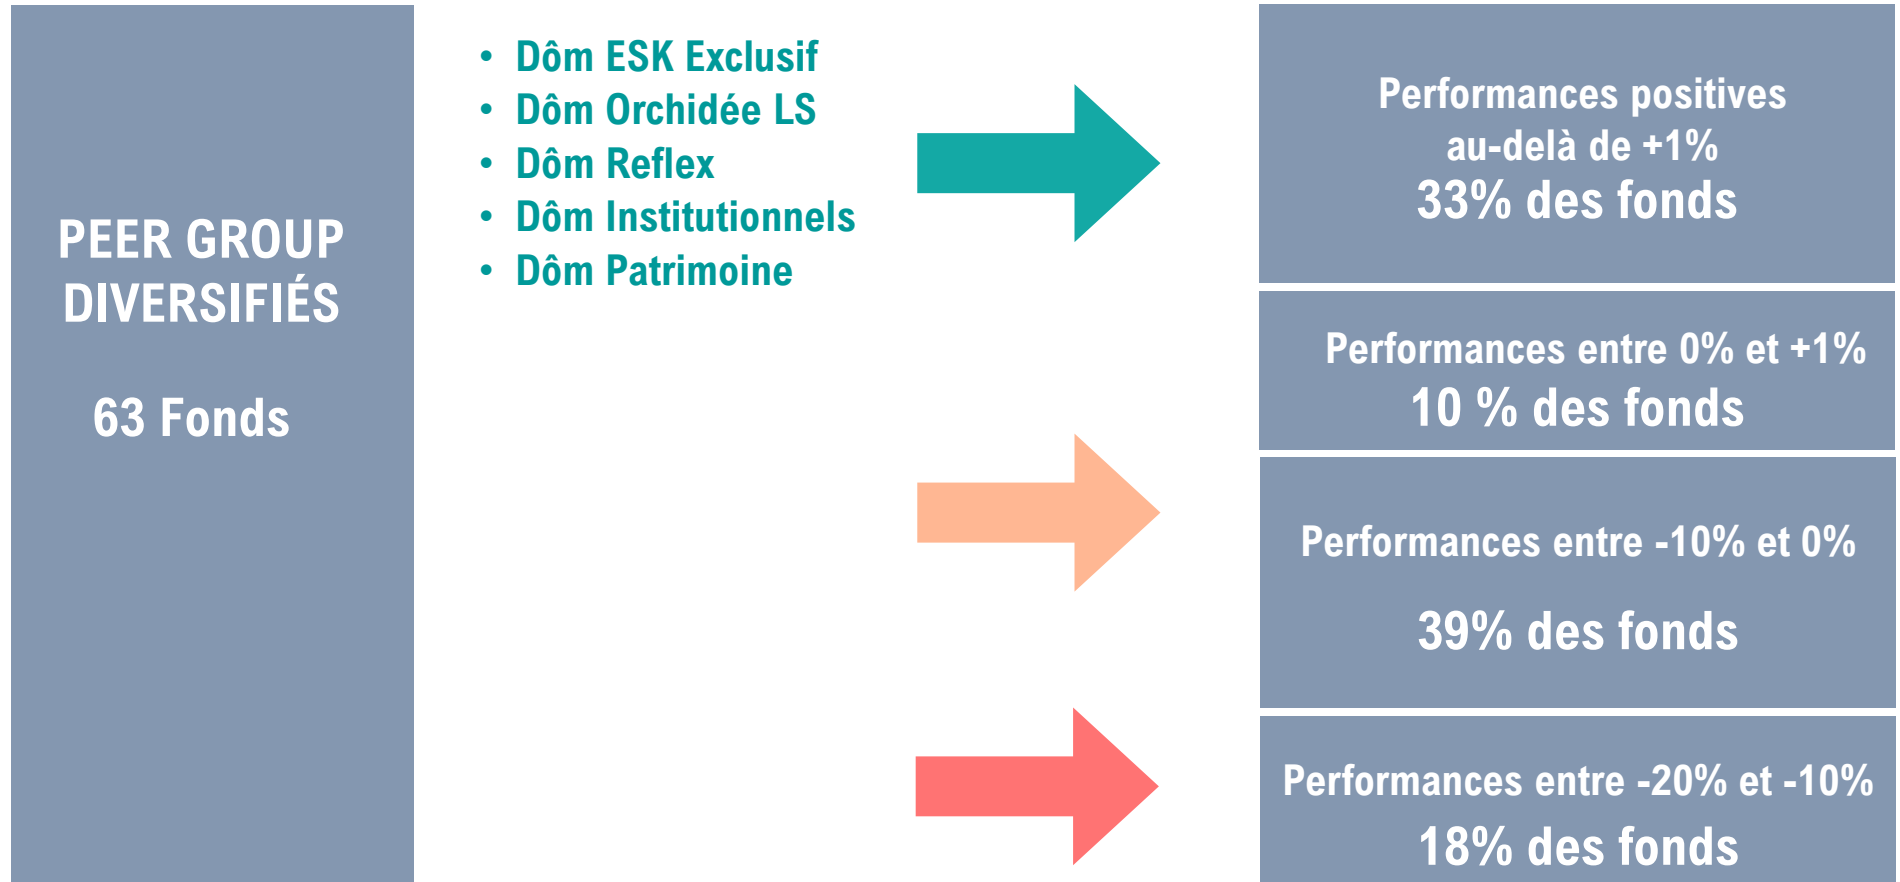 PEER GROUP
DIVERSIFIÉS
63 Fonds
• Dôm ESK Exclusif
• Dôm Orchidée LS
• Dôm Reflex
• Dôm Institutionnels
• Dôm Patrimoine
Performances positives
au-delà de +1%
33% des fonds
Performances entre 0% et +1%
10 % des fonds
Performances entre -10% et 0%
39% des fonds
Performances entre -20% et -10%
18% des fonds